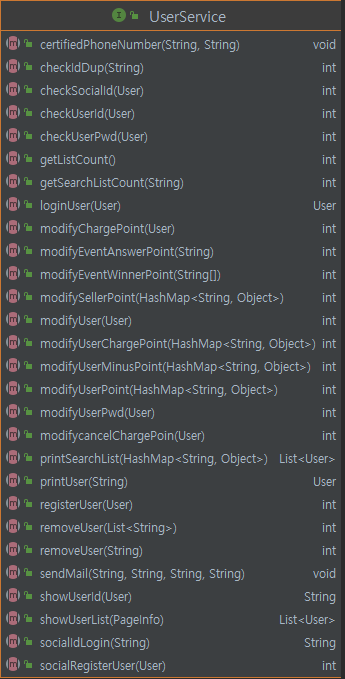 UserService
certifiedPhoneNumber(String, String) void
checkIdDup(String) int
checkSocialId(User) int
checkUserId(User) int
checkUserPwd(User) int
getListCount() int
getSearchListCount(String) int
loginUser(User) User
modifyChargePoint(User) int
modifyEventAnswerPoint(String) int
modifyEventWinnerPoint(String[]) int
modifySellerPoint(HashMap<String, Object>) int
modifyUser(User) int
modifyUserChargePoint(HashMap<String, Object>) int
modifyUserMinusPoint(HashMap<String, Object>) int
modifyUserPoint(HashMap<String, Object>) int
modifyUserPwd(User) int
modifycancelChargePoin(User) int
printSearchList(HashMap<String, Object>) List<User>
printUser(String) User
registerUser(User) int
removeUser(List<String>) int
removeUser(String) int
sendMail(String, String, String, String) void
showUserId(User) String
showUserList(PageInfo) List<User>
socialIdLogin(String) String
socialRegisterUser(User) int